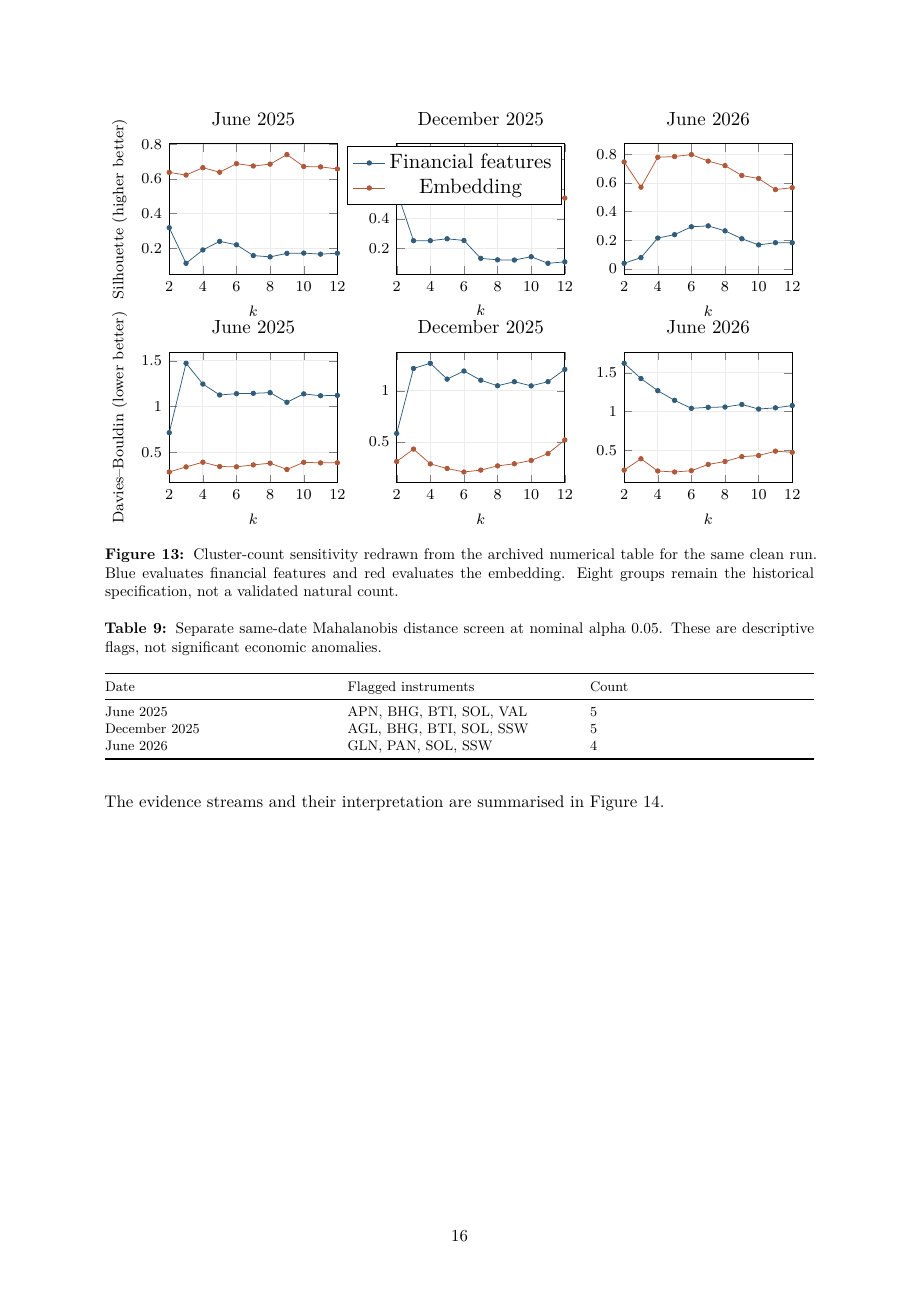 June 2025
December 2025
June 2026
Silhouette (higher better)
0.8
0.6
0.4
0.2
2 4 6 8 10 12
k
Financial features
Embedding
0.4
0.2
2 4 6 8 10 12
k
0.8
0.6
0.4
0.2
0
2 4 6 8 10 12
k
June 2025
December 2025
June 2026
Davies–Bouldin (lower better)
1.5
1
0.5
2 4 6 8 10 12
k
1
0.5
2 4 6 8 10 12
k
1.5
1
0.5
2 4 6 8 10 12
k
Figure 13: Cluster-count sensitivity redrawn from the archived numerical table for the same clean run.
Blue evaluates financial features and red evaluates the embedding. Eight groups remain the historical
specification, not a validated natural count.
Table 9: Separate same-date Mahalanobis distance screen at nominal alpha 0.05. These are descriptive
flags, not significant economic anomalies.
Date Flagged instruments Count
June 2025 APN, BHG, BTI, SOL, VAL 5
December 2025 AGL, BHG, BTI, SOL, SSW 5
June 2026 GLN, PAN, SOL, SSW 4
The evidence streams and their interpretation are summarised in Figure 14.
16